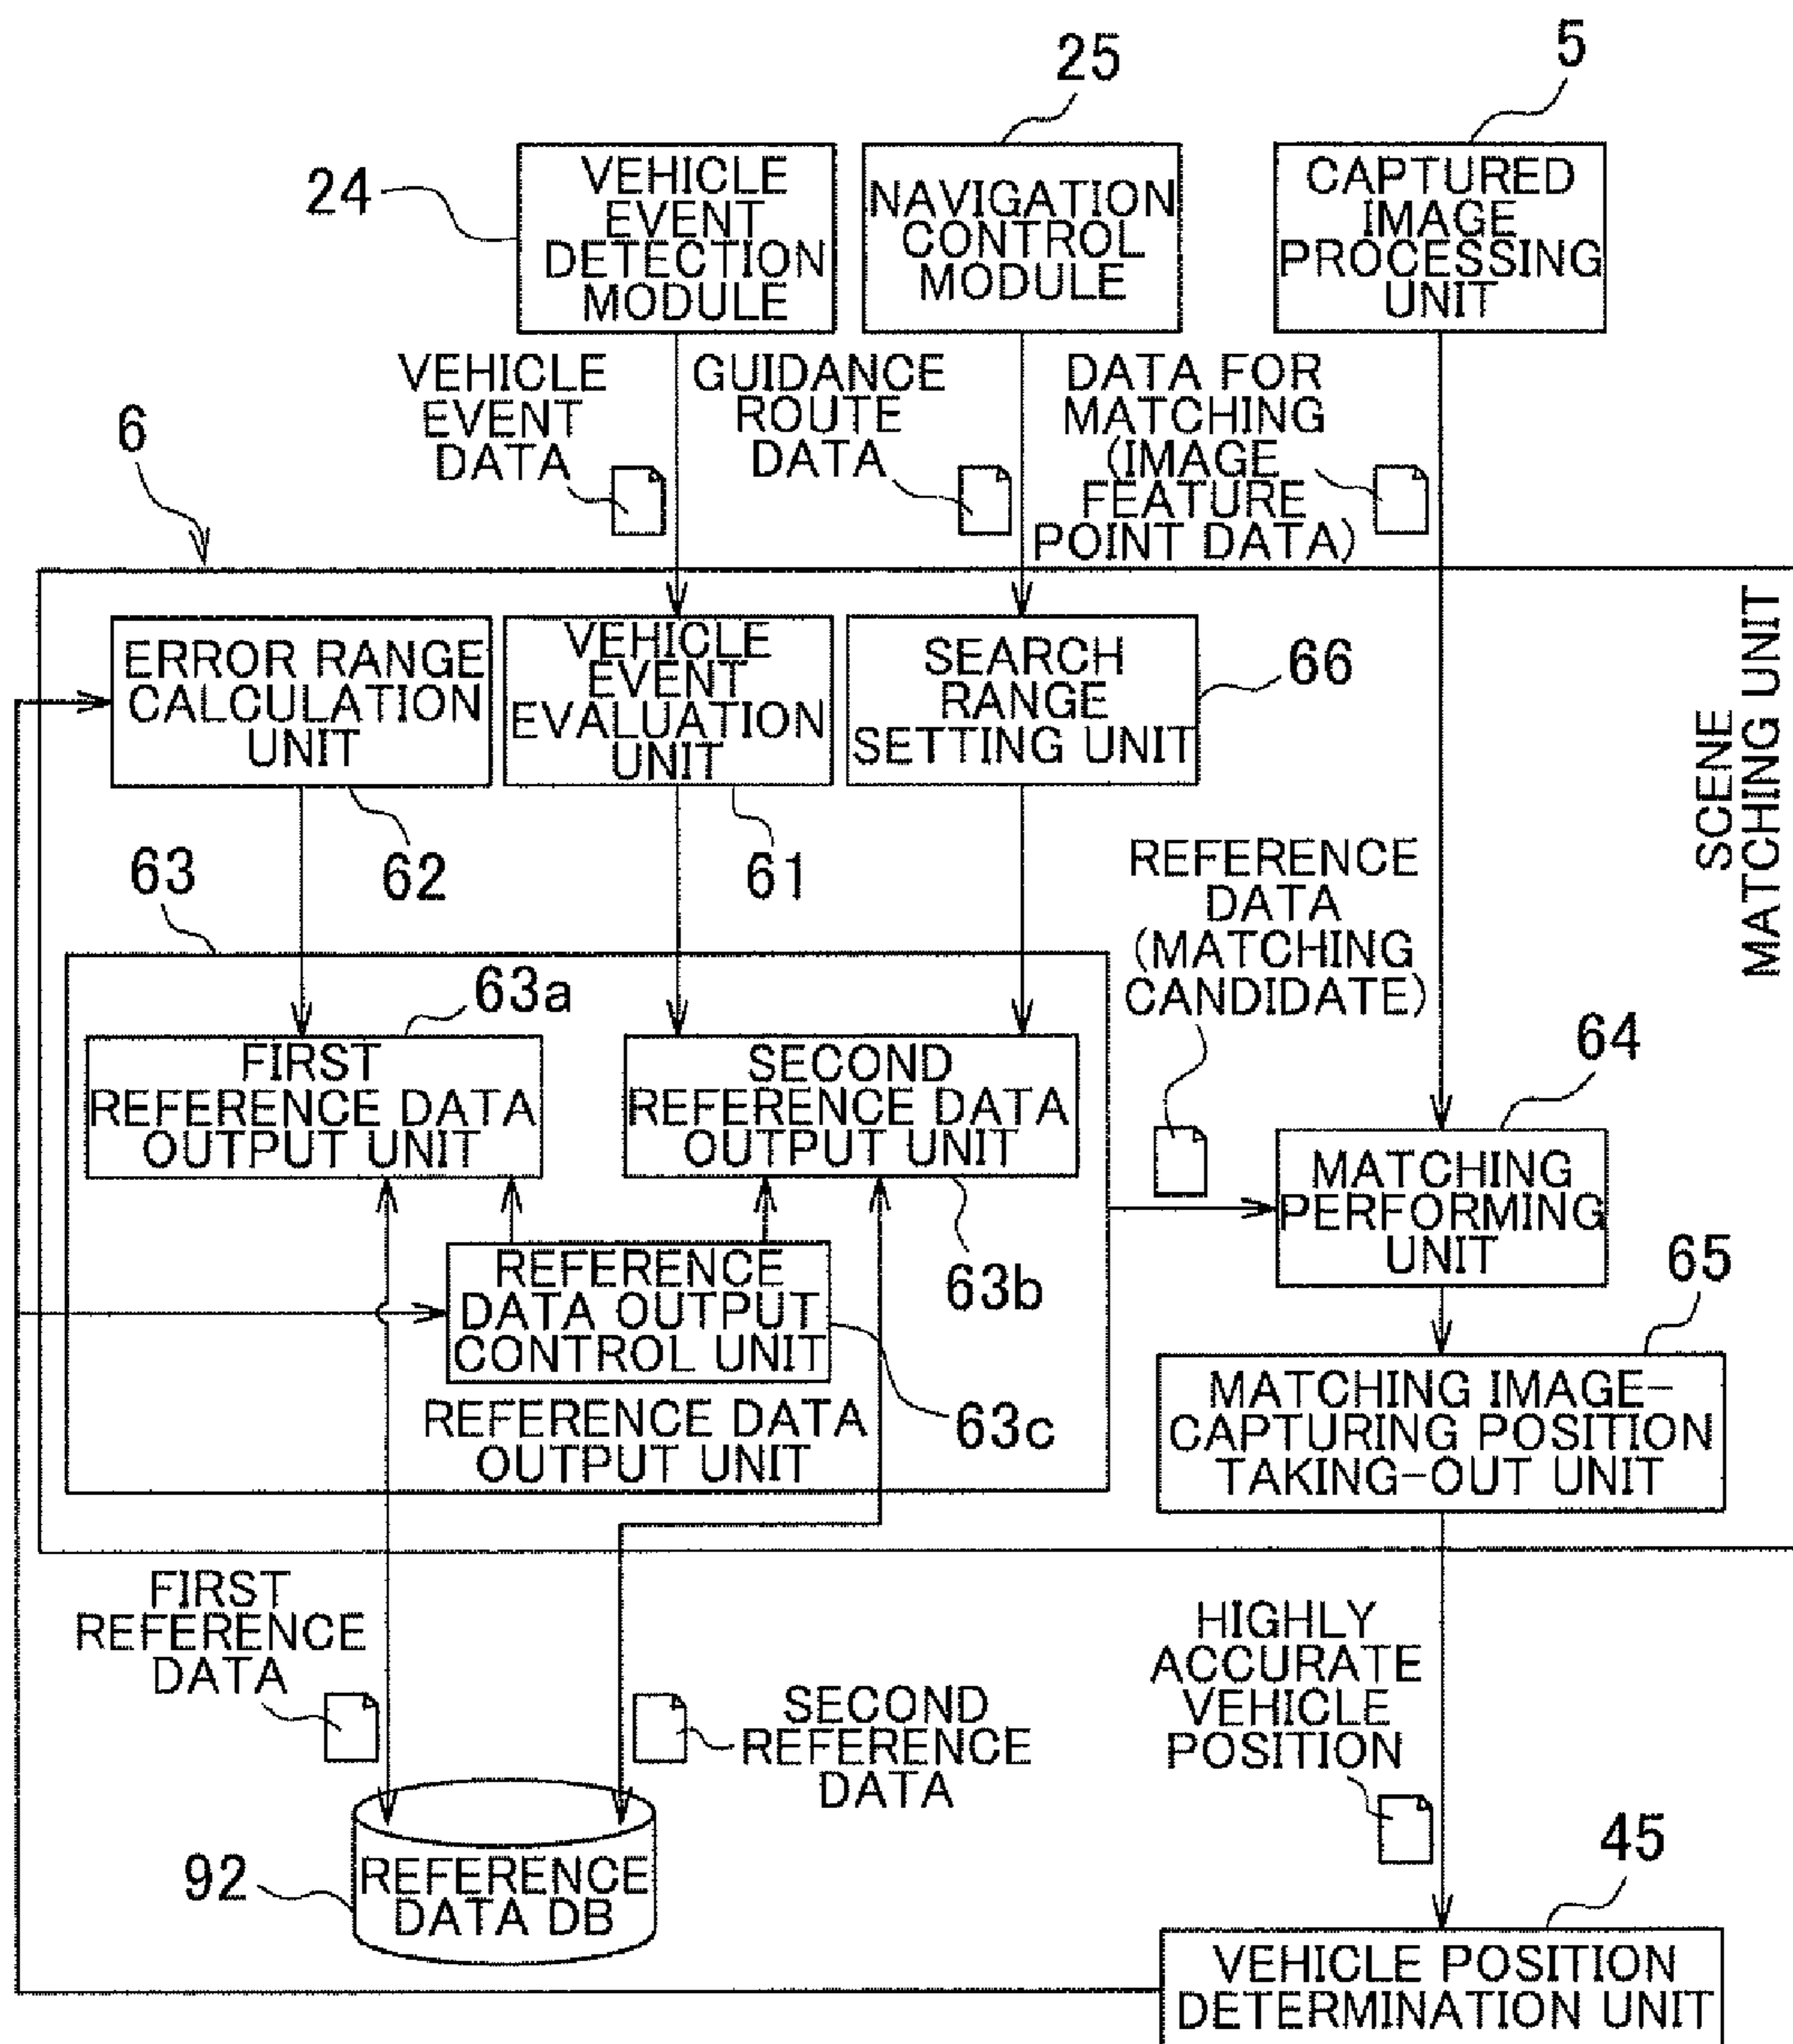 5
25
24
VEHICLE
EVENT
DETECTION
MODULE
NAVIGATION
CONTROL
MODULE
CAPTURED
IMAGE
PROCESSING
UNIT
VEHICLE
EVENT
DATA
GUIDANCE
ROUTE
DATA
DATA FOR
MATCHING
(IMAGE
FEATURE
POINT DATA)
6
ERROR RANGE
CALCULATION
UNIT
VEHICLE
EVENT
EVALUATION
UNIT
SEARCH
RANGE
SETTING UNIT
66
SCENE
MATCHING UNIT
63
62
61
REFERENCE
DATA
(MATCHING
CANDIDATE)
63a
FIRST
REFERENCE DATA
OUTPUT UNIT
SECOND
REFERENCE DATA
OUTPUT UNIT
64
MATCHING
PERFORMING
UNIT
REFERENCE
DATA OUTPUT
CONTROL UNIT
63b
65
REFERENCE DATA
OUTPUT UNIT
63c
MATCHING IMAGE-
CAPTURING POSITION
TAKING-OUT UNIT
FIRST
REFERENCE
DATA
SECOND
REFERENCE
DATA
HIGHLY
ACCURATE
VEHICLE
POSITION
92
REFERENCE
DATA DB
45
VEHICLE POSITION
DETERMINATION UNIT